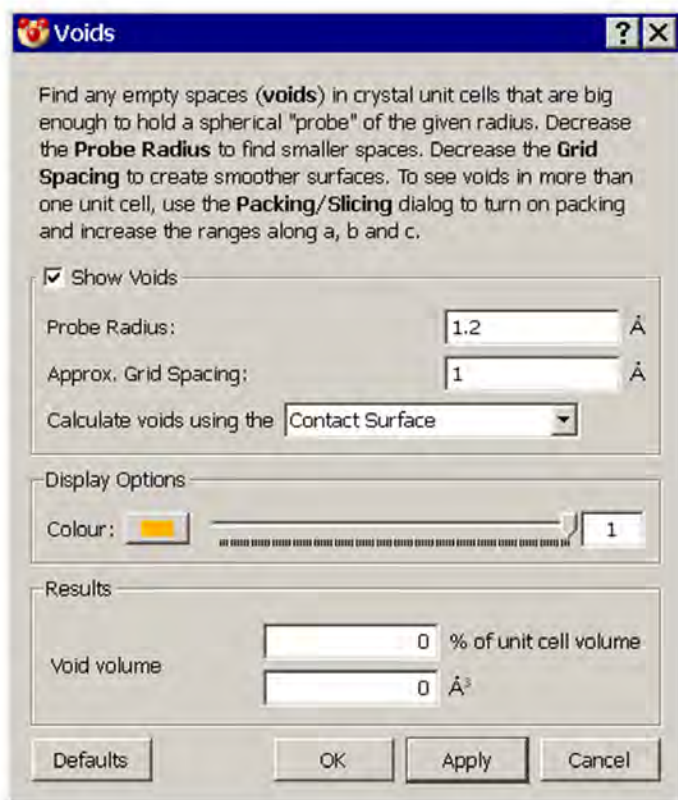 Voids
Find any empty spaces (voids) in crystal unit cells that are big
enough to hold a spherical "probe" of the given radius. Decrease
the Probe Radius to find smaller spaces. Decrease the Grid
Spacing to create smoother surfaces. To see voids in more than
one unit cell, use the Packing/Slicing dialog to turn on packing
and increase the ranges along a, b and c.
Show Voids
Probe Radius: 1.2 Å
Approx. Grid Spacing: 1 Å
Calculate voids using the Contact Surface
Display Options
Colour: 1
Results
Void volume
0 % of unit cell volume
0 Å³
Defaults OK Apply Cancel